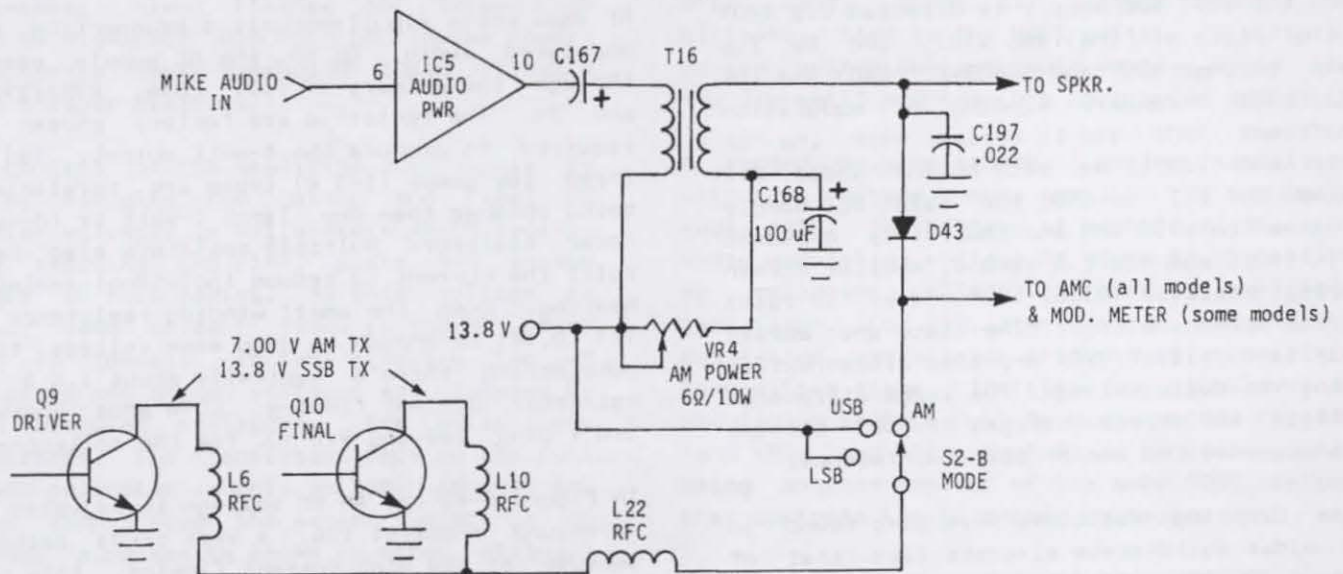 C167
T16
MIKE AUDIO
IN
6
IC5
AUDIO
PWR
10
+
TO SPKR.
C197
.022
C168
+
100 uF
D43
TO AMC (all models)
& MOD. METER (some models)
13.8 V
VR4
AM POWER
6Ω/10W
7.00 V AM TX
13.8 V SSB TX
Q9
DRIVER
Q10
FINAL
USB
AM
LSB
S2-B
MODE
L6
RFC
L10
RFC
L22
RFC